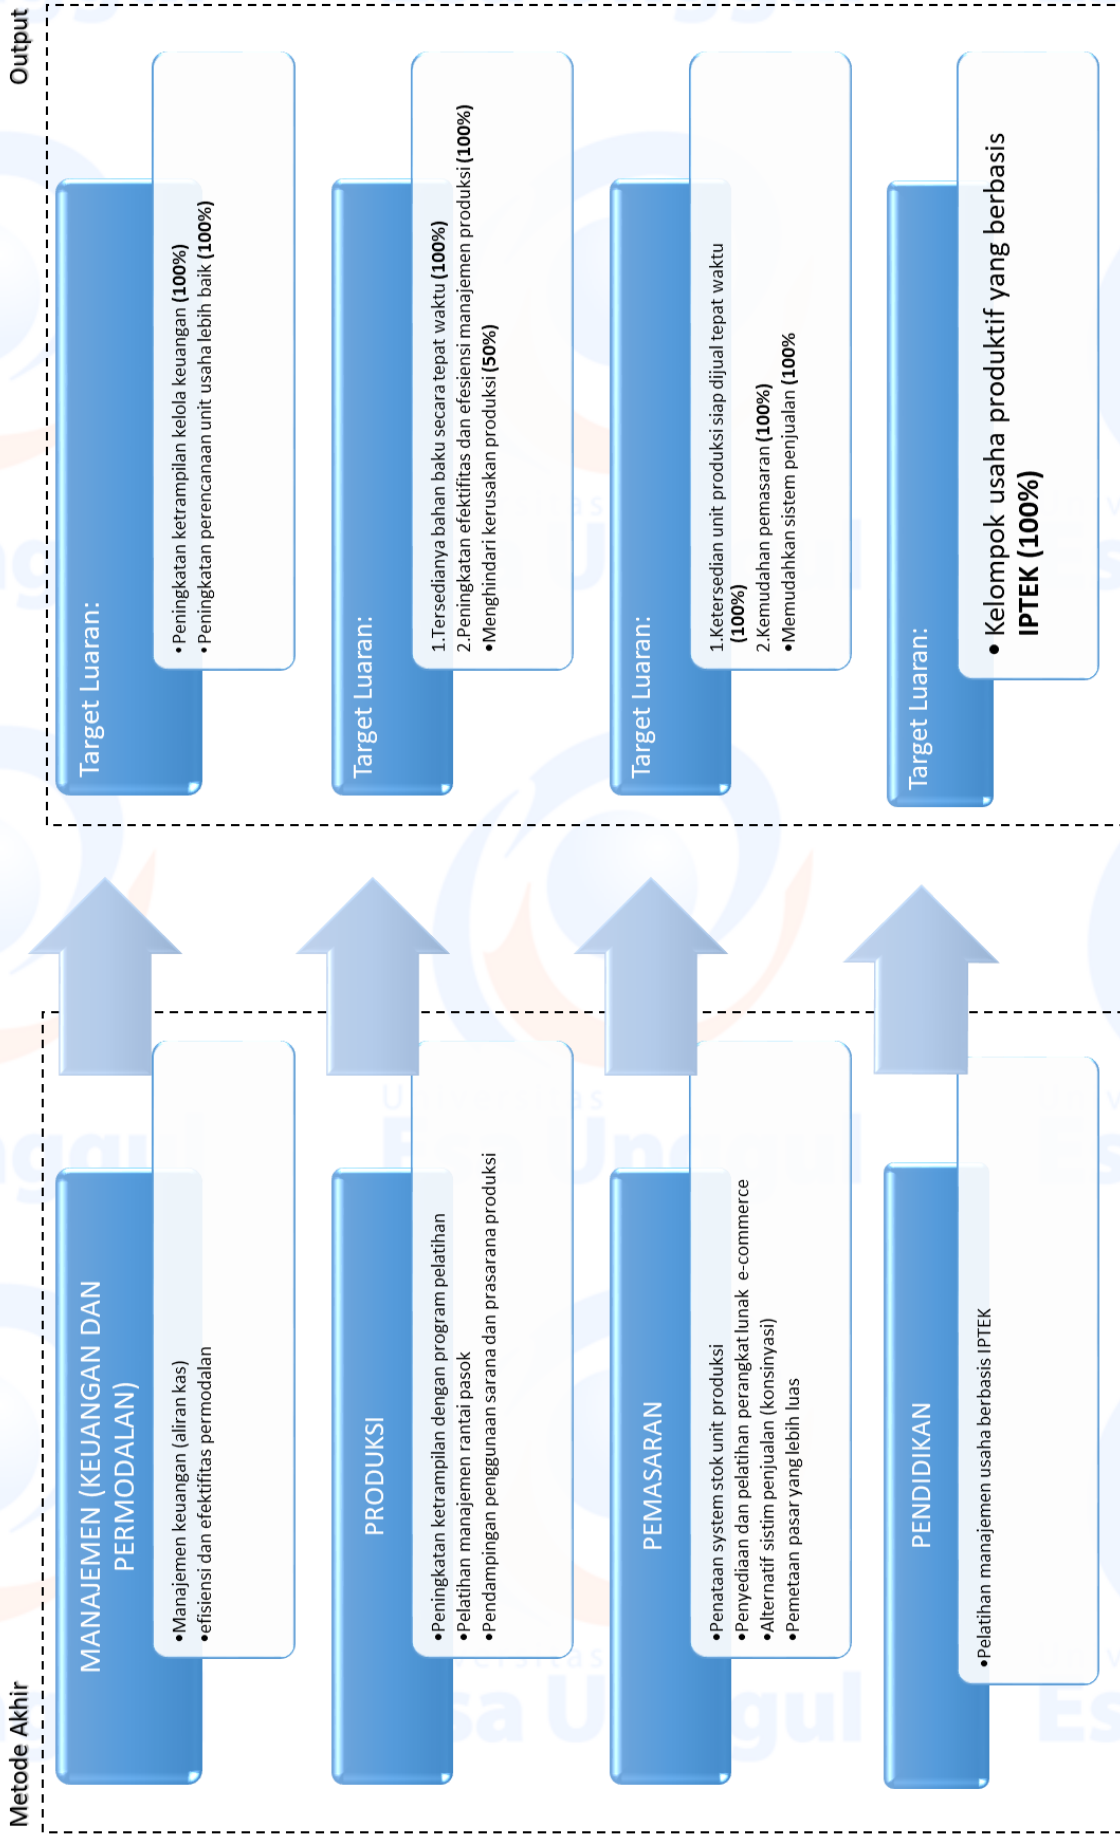 Metode Akhir
Output
MANAJEMEN (KEUANGAN DAN
PERMODALAN)
•Manajemen keuangan (aliran kas)
•efisiensi dan efektifitas permodalan
Target Luaran:
•Peningkatan ketrampilan kelola keuangan (100%)
•Peningkatan perencanaan unit usaha lebih baik (100%)
PRODUKSI
•Peningkatan ketrampilan dengan program pelatihan
•Pelatihan manajemen rantai pasok
•Pendampingan penggunaan sarana dan prasarana produksi
Target Luaran:
1.Tersedianya bahan baku secara tepat waktu (100%)
2.Peningkatan efektifitas dan efesiensi manajemen produksi (100%)
•Menghindari kerusakan produksi (50%)
PEMASARAN
•Penataan system stok unit produksi
•Penyediaan dan pelatihan perangkat lunak e-commerce
•Alternatif sistim penjualan (konsinyasi)
•Pemetaan pasar yang lebih luas
Target Luaran:
1.Ketersedian unit produksi siap dijual tepat waktu
(100%)
2.Kemudahan pemasaran (100%)
•Memudahkan sistem penjualan (100%
PENDIDIKAN
•Pelatihan manajemen usaha berbasis IPTEK
Target Luaran:
• Kelompok usaha produktif yang berbasis
IPTEK (100%)
Universitas
Esa Unggul